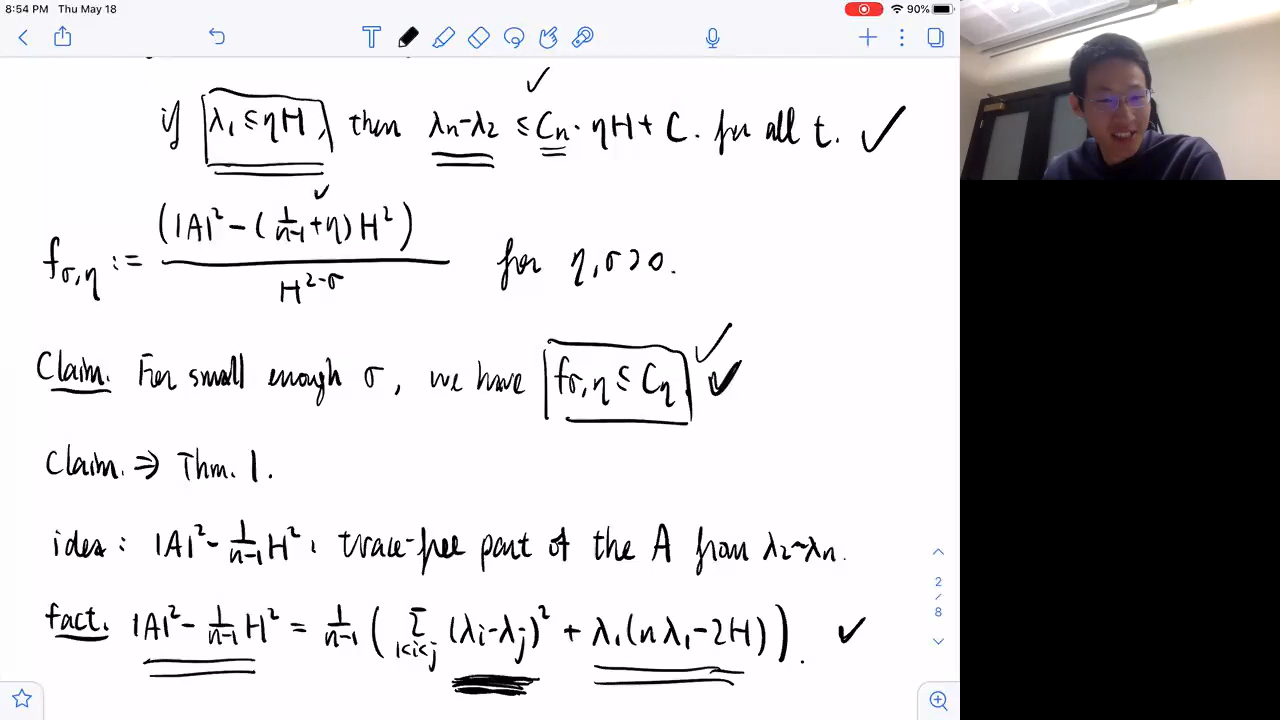 8:54 PM Thu May 18
90%
if λ₁ ≤ ηH, then λn-λ₂ ≤ Cn · ηH + C. for all t. ✓
fσ,η := (|A|² - (1/(n-1) + η) H²) / H^(2-σ) for η, σ > 0.
Claim. For small enough σ, we have fσ,η ≤ Cη ✓
Claim. ⇒ Thm. 1.
idea: |A|² - 1/(n-1) H² : trace-free part of the A from λ₂~λn.
fact. |A|² - 1/(n-1) H² = 1/(n-1) ( Σ_{1<i<j} (λi-λj)² + λ₁(nλ₁-2H) ). ✓
2
/
8